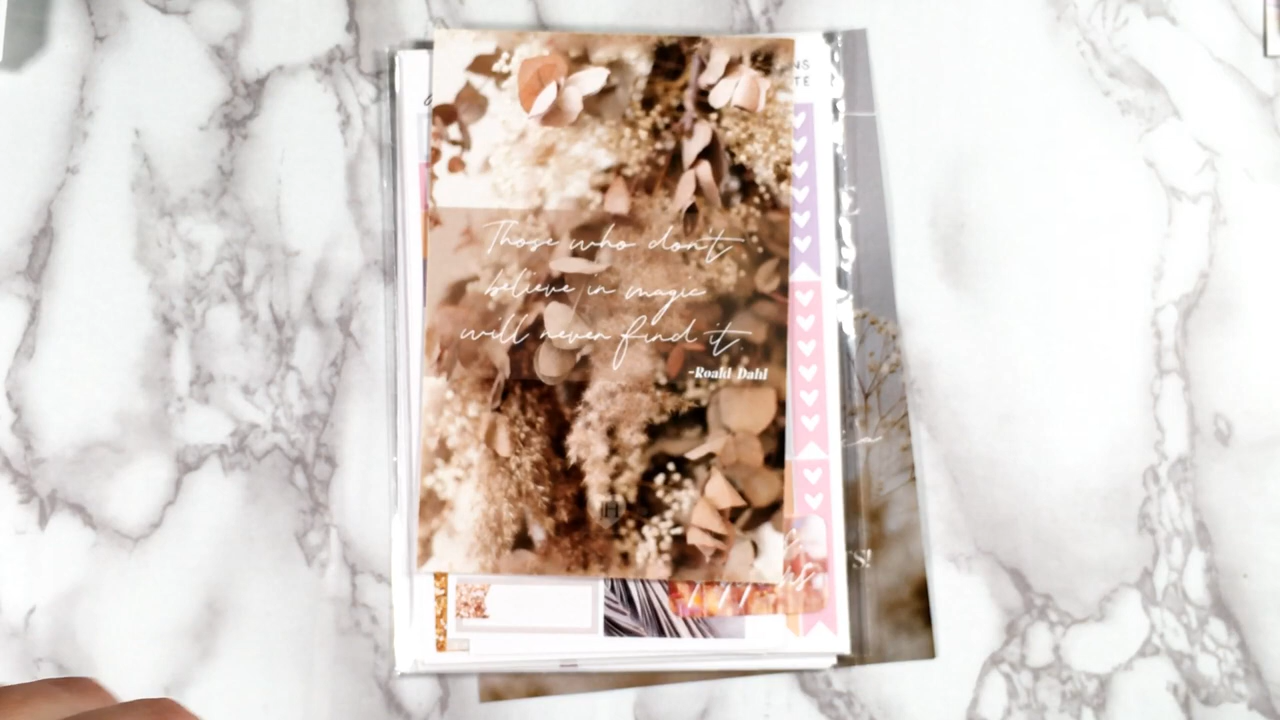 Those who don't
believe in magic
will never find it.
-Roald Dahl
H